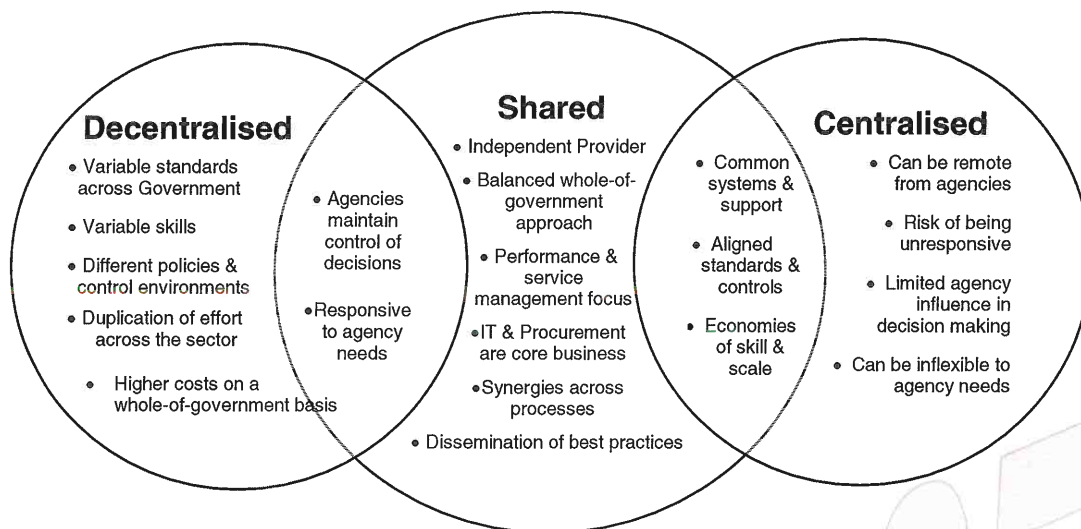 Decentralised
• Variable standards
across Government
• Variable skills
• Different policies &
control environments
• Duplication of effort
across the sector
• Higher costs on a
whole-of-government basis
• Agencies
maintain
control of
decisions
• Responsive
to agency
needs
Shared
• Independent Provider
• Balanced whole-of-
government
approach
• Performance &
service
management focus
• IT & Procurement
are core business
• Synergies across
processes
• Dissemination of best practices
• Common
systems &
support
• Aligned
standards &
controls
• Economies
of skill &
scale
Centralised
• Can be remote
from agencies
• Risk of being
unresponsive
• Limited agency
influence in
decision making
• Can be inflexible to
agency needs